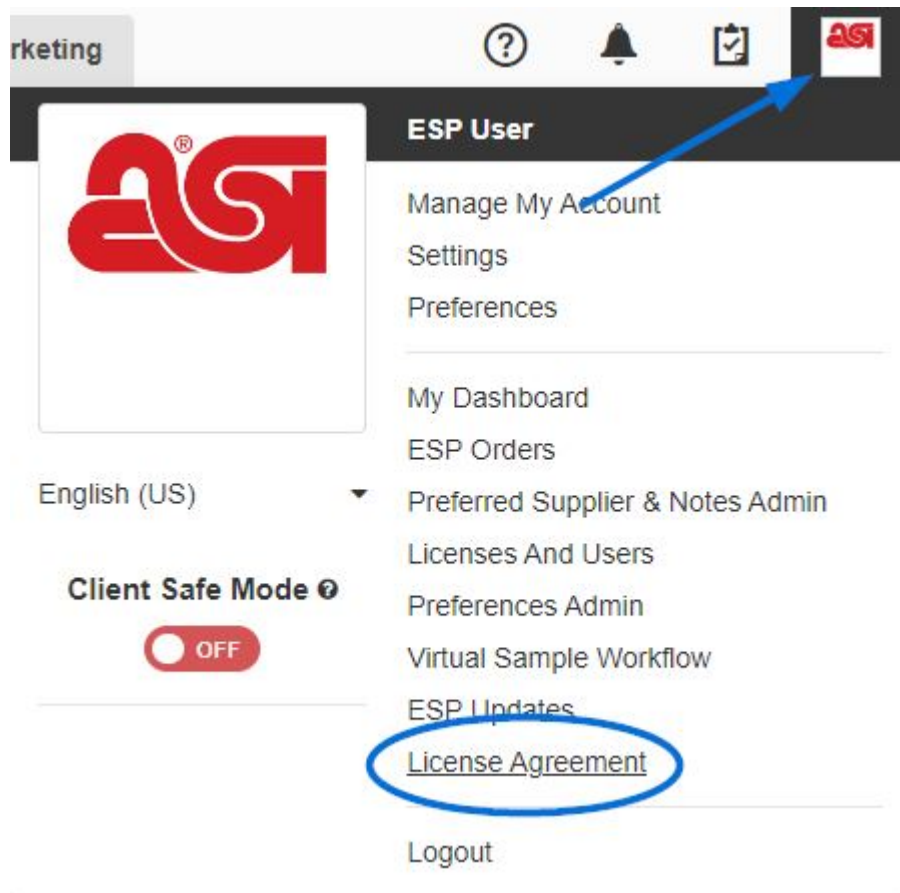 rketing
asi
ESP User
asi®
Manage My Account
Settings
Preferences
My Dashboard
ESP Orders
English (US)
Preferred Supplier & Notes Admin
Licenses And Users
Client Safe Mode
Preferences Admin
OFF
Virtual Sample Workflow
ESP Updates
License Agreement
Logout